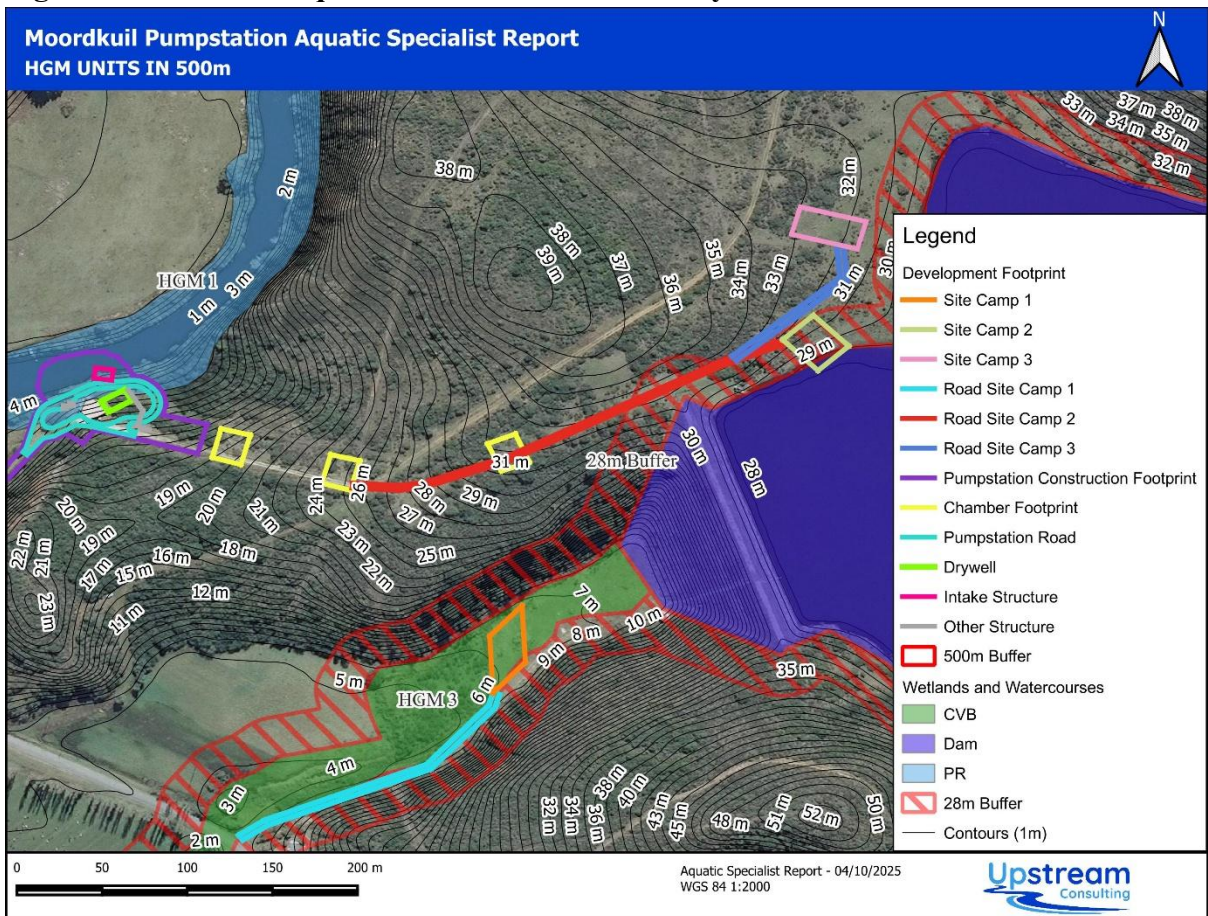 Moordkuil Pumpstation Aquatic Specialist Report
HGM UNITS IN 500m
N
38 m
2 m
HGM 1
1 m
3 m
4 m
38 m
39 m
37 m
36 m
35 m
34 m
33 m
32 m
31 m
30 m
33 m
37 m
38 m
34 m
35 m
32 m
29 m
31 m
28m Buffer
30 m
28 m
24 m
26 m
28 m
29 m
27 m
25 m
23 m
22 m
19 m
20 m
21 m
20 m
19 m
22 m
21 m
17 m
16 m
18 m
15 m
12 m
23 m
11 m
7 m
8 m
10 m
9 m
35 m
5 m
HGM 3
6 m
4 m
3 m
2 m
32 m
34 m
36 m
38 m
40 m
43 m
45 m
48 m
51 m
52 m
50 m
Legend
Development Footprint
Site Camp 1
Site Camp 2
Site Camp 3
Road Site Camp 1
Road Site Camp 2
Road Site Camp 3
Pumpstation Construction Footprint
Chamber Footprint
Pumpstation Road
Drywell
Intake Structure
Other Structure
500m Buffer
Wetlands and Watercourses
CVB
Dam
PR
28m Buffer
Contours (1m)
0 50 100 150 200 m
Aquatic Specialist Report - 04/10/2025
WGS 84 1:2000
Upstream
Consulting